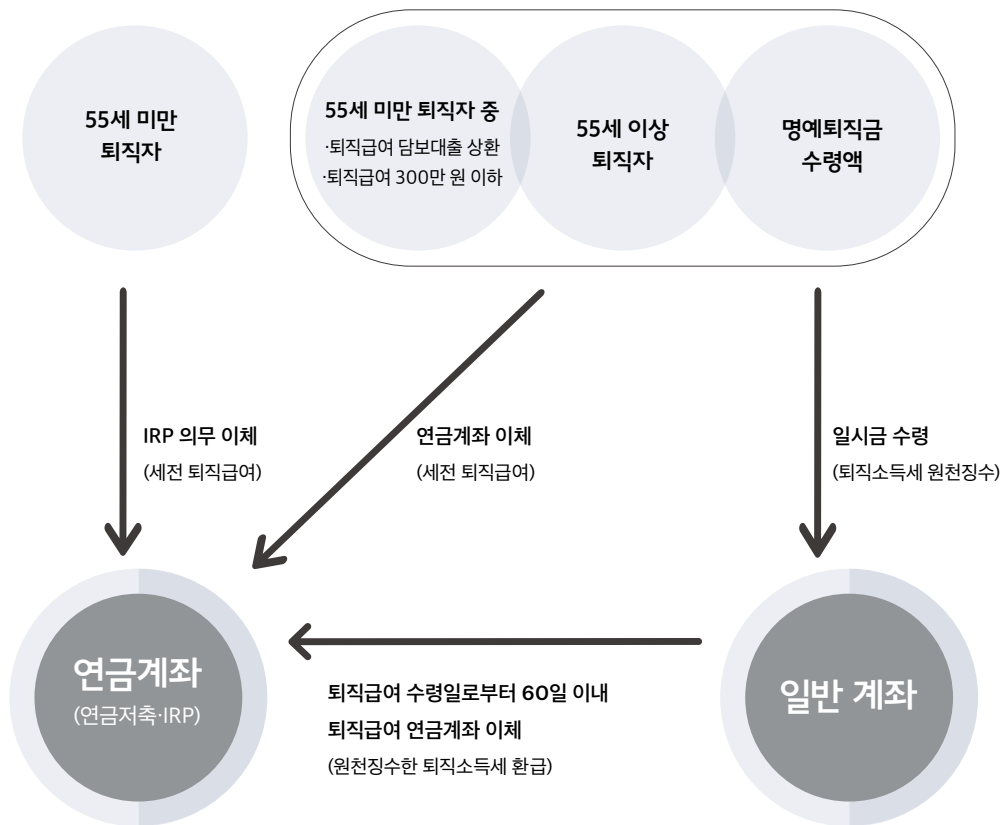 55세 미만
퇴직자
55세 미만 퇴직자 중
·퇴직급여 담보대출 상환
·퇴직급여 300만 원 이하
55세 이상
퇴직자
명예퇴직금
수령액
IRP 의무 이체
(세전 퇴직급여)
연금계좌 이체
(세전 퇴직급여)
일시금 수령
(퇴직소득세 원천징수)
연금계좌
(연금저축·IRP)
퇴직급여 수령일로부터 60일 이내
퇴직급여 연금계좌 이체
(원천징수한 퇴직소득세 환급)
일반 계좌